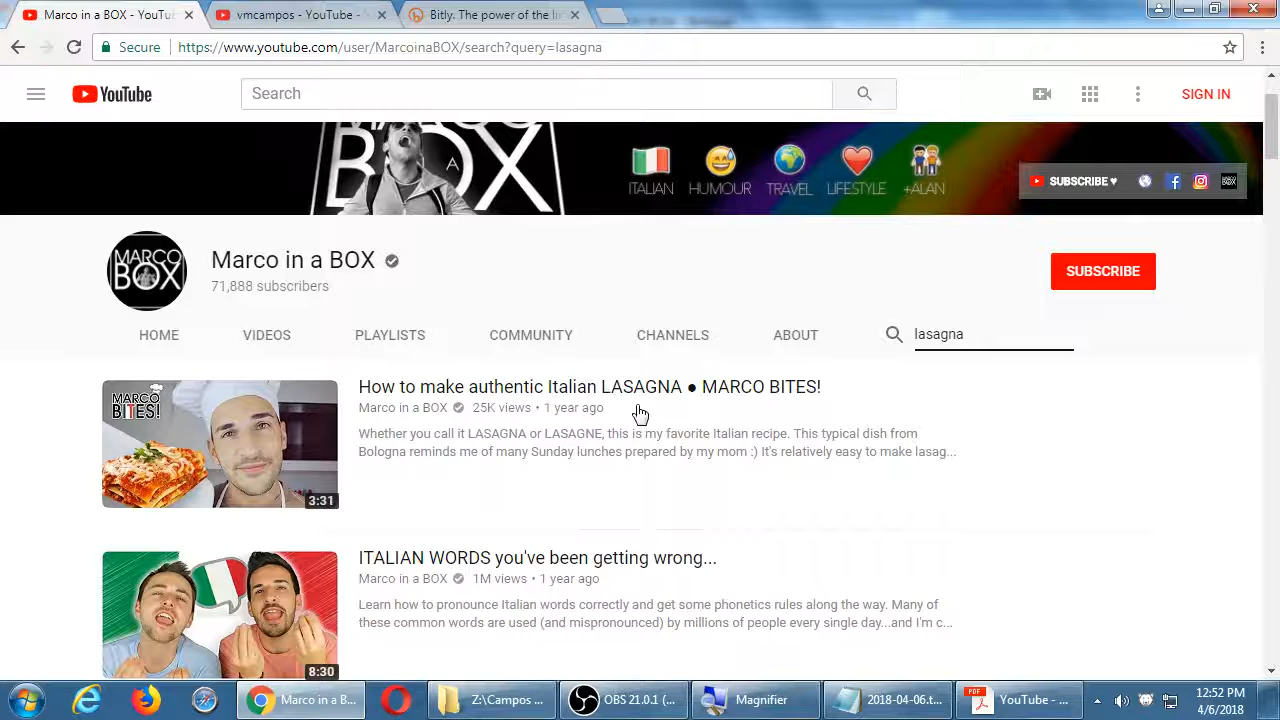 Marco in a BOX - YouTu
vmcampos - YouTube -
Bitly. The power of the li
Secure
https://www.youtube.com/user/MarcoinaBOX/search?query=lasagna
YouTube
Search
SIGN IN
BOX
A
ITALIAN
HUMOUR
TRAVEL
LIFESTYLE
+ALAN
SUBSCRIBE ♥
MARCO
BOX
Marco in a BOX
71,888 subscribers
SUBSCRIBE
HOME
VIDEOS
PLAYLISTS
COMMUNITY
CHANNELS
ABOUT
lasagna
MARCO
BITES!
3:31
How to make authentic Italian LASAGNA ● MARCO BITES!
Marco in a BOX 25K views • 1 year ago
Whether you call it LASAGNA or LASAGNE, this is my favorite Italian recipe. This typical dish from
Bologna reminds me of many Sunday lunches prepared by my mom :) It's relatively easy to make lasag...
8:30
ITALIAN WORDS you've been getting wrong...
Marco in a BOX 1M views • 1 year ago
Learn how to pronounce Italian words correctly and get some phonetics rules along the way. Many of
these common words are used (and mispronounced) by millions of people every single day...and I'm c...
Marco in a B...
Z:\Campos ...
OBS 21.0.1 (...
Magnifier
2018-04-06.t...
PDF
YouTube - ...
12:52 PM
4/6/2018